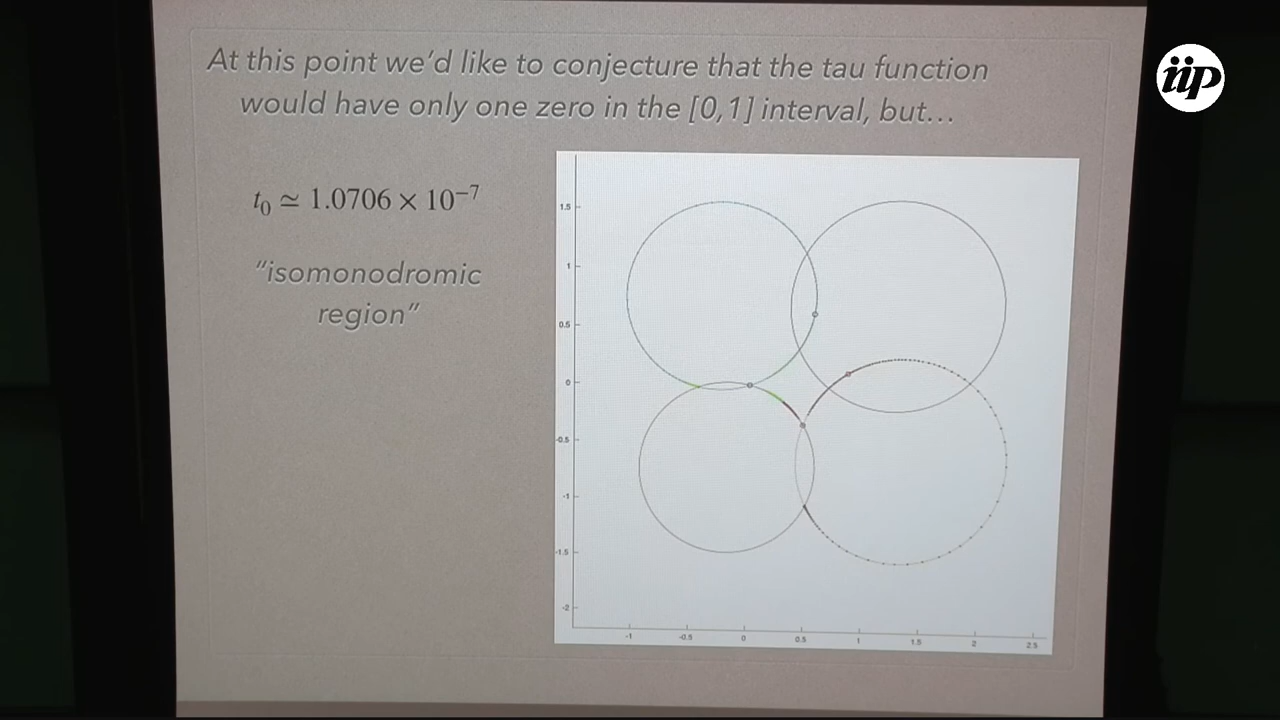 At this point we'd like to conjecture that the tau function
would have only one zero in the [0,1] interval, but...
t₀ ≃ 1.0706 × 10⁻⁷
"isomonodromic
region"
1.5
1
0.5
0
-0.5
-1
-1.5
-2
-1
-0.5
0
0.5
1
1.5
2
2.5
iip